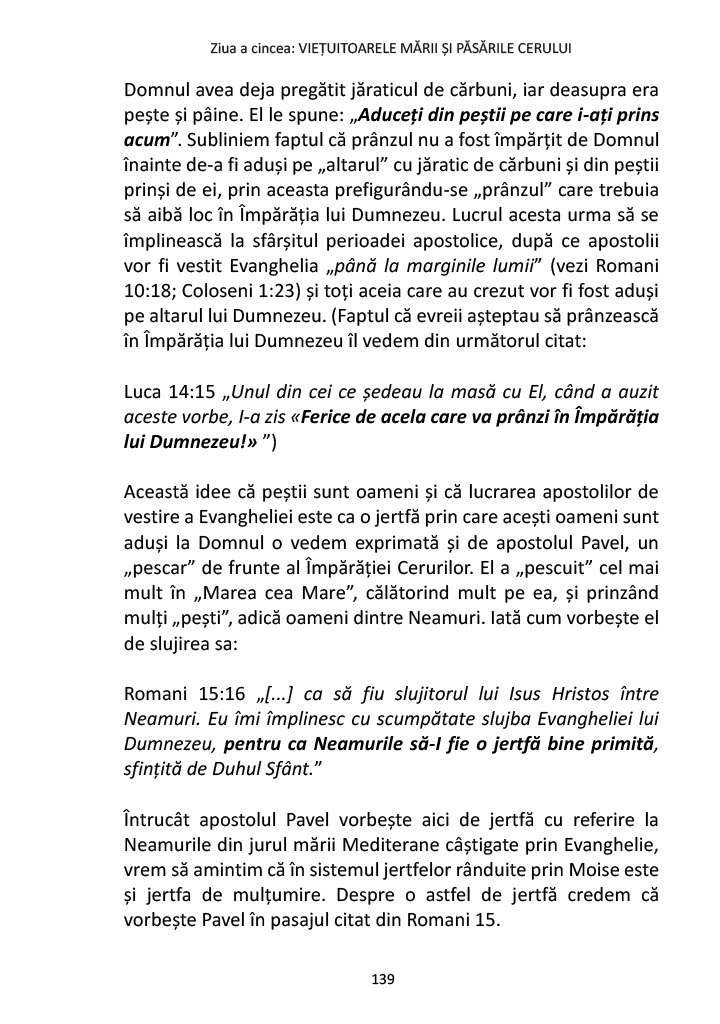 Ziua a cincea: VIEȚUITOARELE MĂRII ȘI PĂSĂRILE CERULUI
Domnul avea deja pregătit jăraticul de cărbuni, iar deasupra era
pește și pâine. El le spune: „Aduceți din peștii pe care i-ați prins
acum”. Subliniem faptul că prânzul nu a fost împărțit de Domnul
înainte de-a fi aduși pe „altarul” cu jăratic de cărbuni și din peștii
prinși de ei, prin aceasta prefigurându-se „prânzul” care trebuia
să aibă loc în Împărăția lui Dumnezeu. Lucrul acesta urma să se
împlinească la sfârșitul perioadei apostolice, după ce apostolii
vor fi vestit Evanghelia „până la marginile lumii” (vezi Romani
10:18; Coloseni 1:23) și toți aceia care au crezut vor fi fost aduși
pe altarul lui Dumnezeu. (Faptul că evreii așteptau să prânzească
în Împărăția lui Dumnezeu îl vedem din următorul citat:
Luca 14:15 „Unul din cei ce ședeau la masă cu El, când a auzit
aceste vorbe, I-a zis «Ferice de acela care va prânzi în Împărăția
lui Dumnezeu!» ”)
Această idee că peștii sunt oameni și că lucrarea apostolilor de
vestire a Evangheliei este ca o jertfă prin care acești oameni sunt
aduși la Domnul o vedem exprimată și de apostolul Pavel, un
„pescar” de frunte al Împărăției Cerurilor. El a „pescuit” cel mai
mult în „Marea cea Mare”, călătorind mult pe ea, și prinzând
mulți „pești”, adică oameni dintre Neamuri. Iată cum vorbește el
de slujirea sa:
Romani 15:16 „[...] ca să fiu slujitorul lui Isus Hristos între
Neamuri. Eu îmi împlinesc cu scumpătate slujba Evangheliei lui
Dumnezeu, pentru ca Neamurile să-I fie o jertfă bine primită,
sfințită de Duhul Sfânt.”
Întrucât apostolul Pavel vorbește aici de jertfă cu referire la
Neamurile din jurul mării Mediterane câștigate prin Evanghelie,
vrem să amintim că în sistemul jertfelor rânduite prin Moise este
și jertfa de mulțumire. Despre o astfel de jertfă credem că
vorbește Pavel în pasajul citat din Romani 15.
139